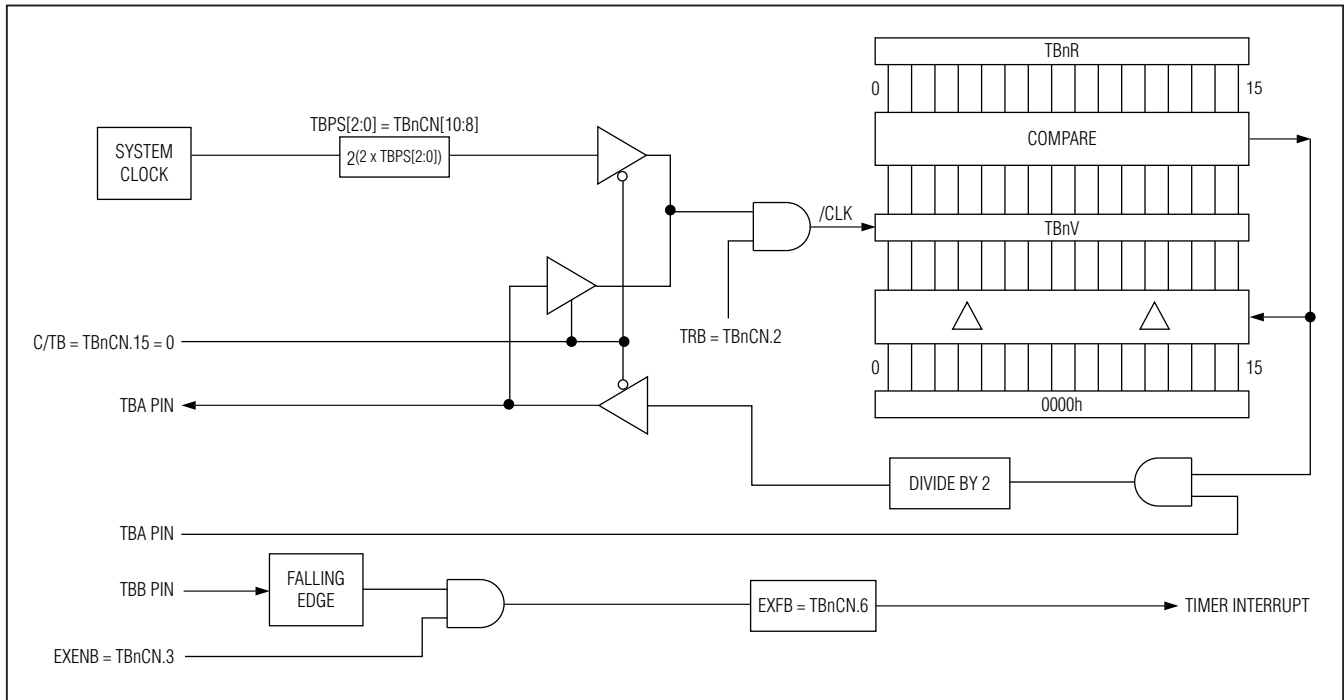 TBnR
0
15
TBPS[2:0] = TBnCN[10:8]
SYSTEM
CLOCK
2(2 x TBPS[2:0])
COMPARE
/CLK
TBnV
C/TB = TBnCN.15 = 0
TRB = TBnCN.2
0
15
TBA PIN
0000h
DIVIDE BY 2
TBA PIN
TBB PIN
FALLING
EDGE
EXFB = TBnCN.6
TIMER INTERRUPT
EXENB = TBnCN.3